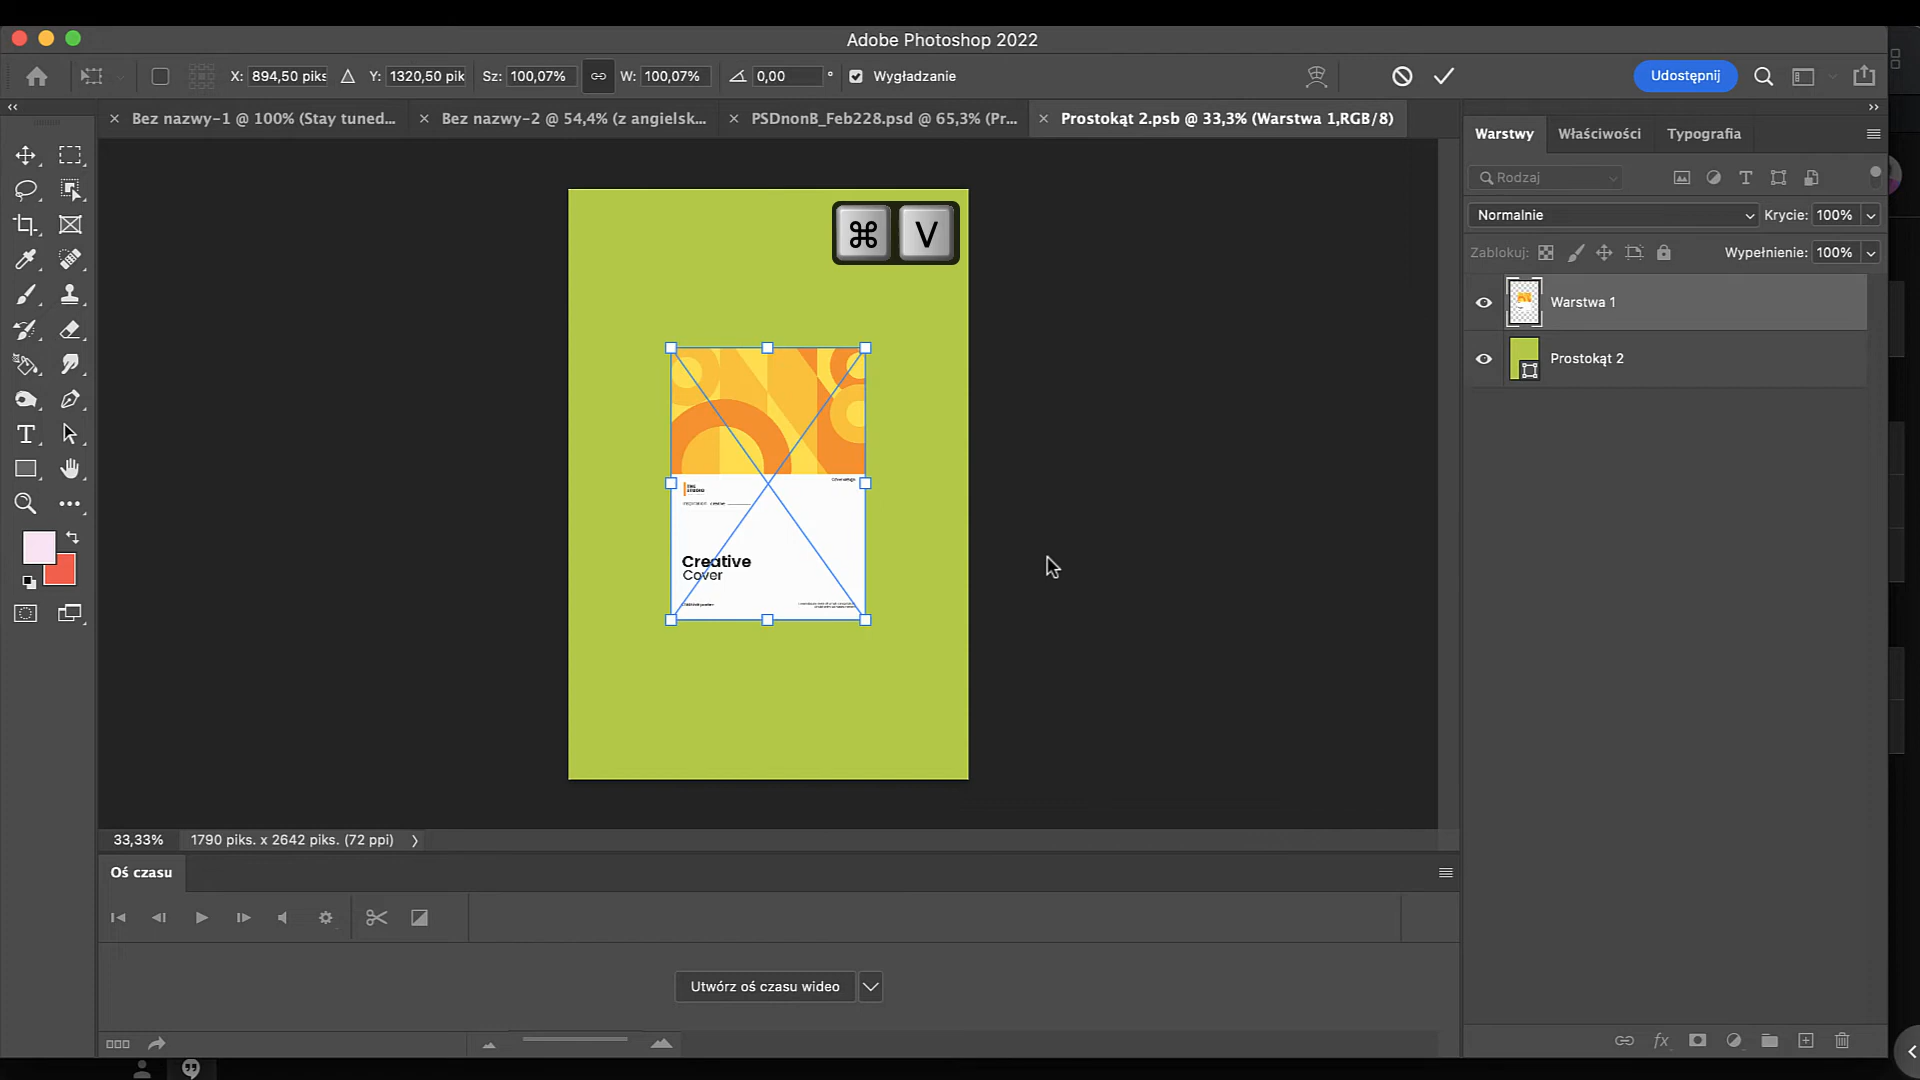 Adobe Photoshop 2022
X: 894,50 piks Y: 1320,50 pik Sz: 100,07% W: 100,07% 0,00 ° Wygładzanie Udostępnij
Bez nazwy-1 @ 100% (Stay tuned... Bez nazwy-2 @ 54,4% (z angielsk... PSDnonB_Feb228.psd @ 65,3% (Pr... Prostokąt 2.psb @ 33,3% (Warstwa 1,RGB/8)
Warstwy Właściwości Typografia
Rodzaj
Normalnie Krycie: 100%
Zablokuj: Wypełnienie: 100%
Warstwa 1
Prostokąt 2
⌘ V
Creative
Cover
33,33% 1790 piks. x 2642 piks. (72 ppi)
Oś czasu
Utwórz oś czasu wideo